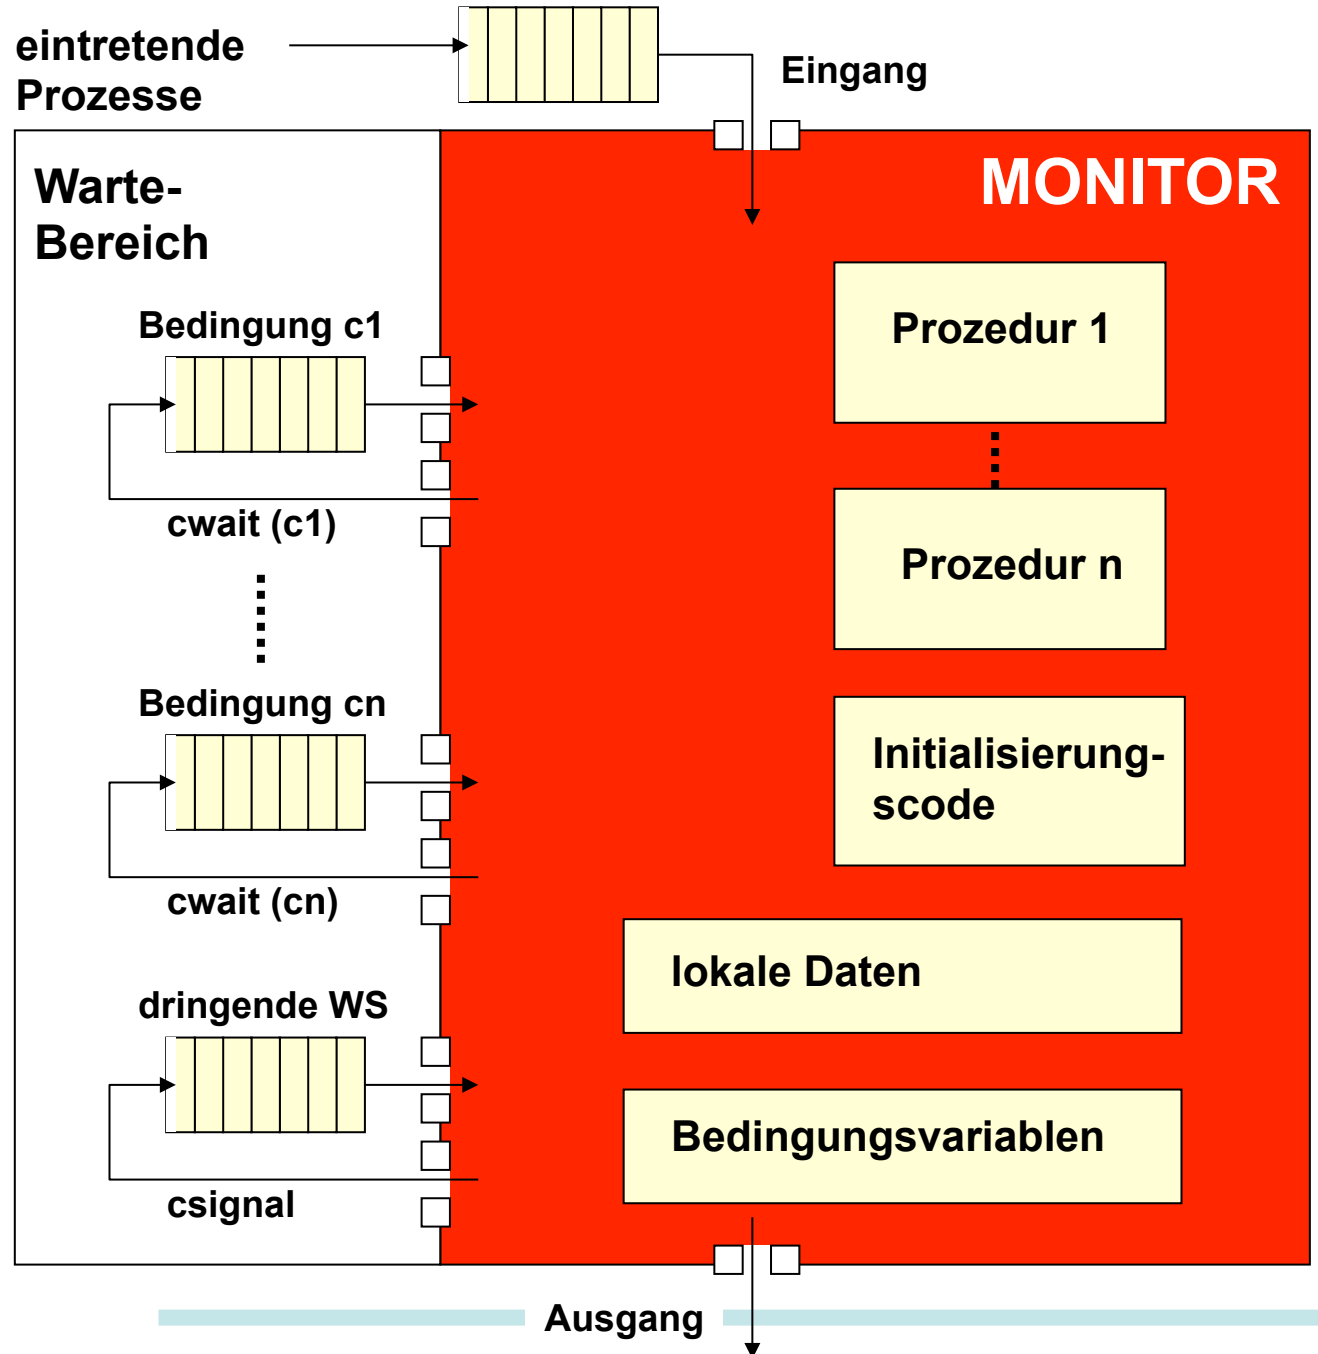 eintretende
Prozesse
Eingang
Warte-
Bereich
MONITOR
Bedingung c1
cwait (c1)
Bedingung cn
cwait (cn)
dringende WS
csignal
Prozedur 1
Prozedur n
Initialisierung-
scode
lokale Daten
Bedingungsvariablen
Ausgang